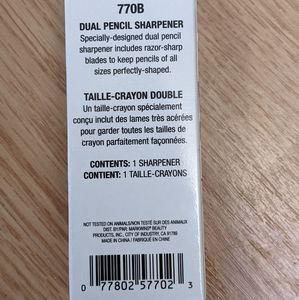 770B
DUAL PENCIL SHARPENER
Specially-designed dual pencil
sharpener includes razor-sharp
blades to keep pencils of all
sizes perfectly-shaped.
TAILLE-CRAYON DOUBLE
Un taille-crayon spécialement
conçu inclut des lames très acérées
pour garder toutes les tailles de
crayon parfaitement façonnées.
CONTENTS: 1 SHARPENER
CONTIENT: 1 TAILLE-CRAYONS
NOT TESTED ON ANIMALS/NON TESTÉ SUR DES ANIMAUX
DIST. BY/PAR: MARKWINS® BEAUTY
PRODUCTS, INC., CITY OF INDUSTRY, CA 91789
MADE IN CHINA / FABRIQUÉ EN CHINE
0 77802 57702 3